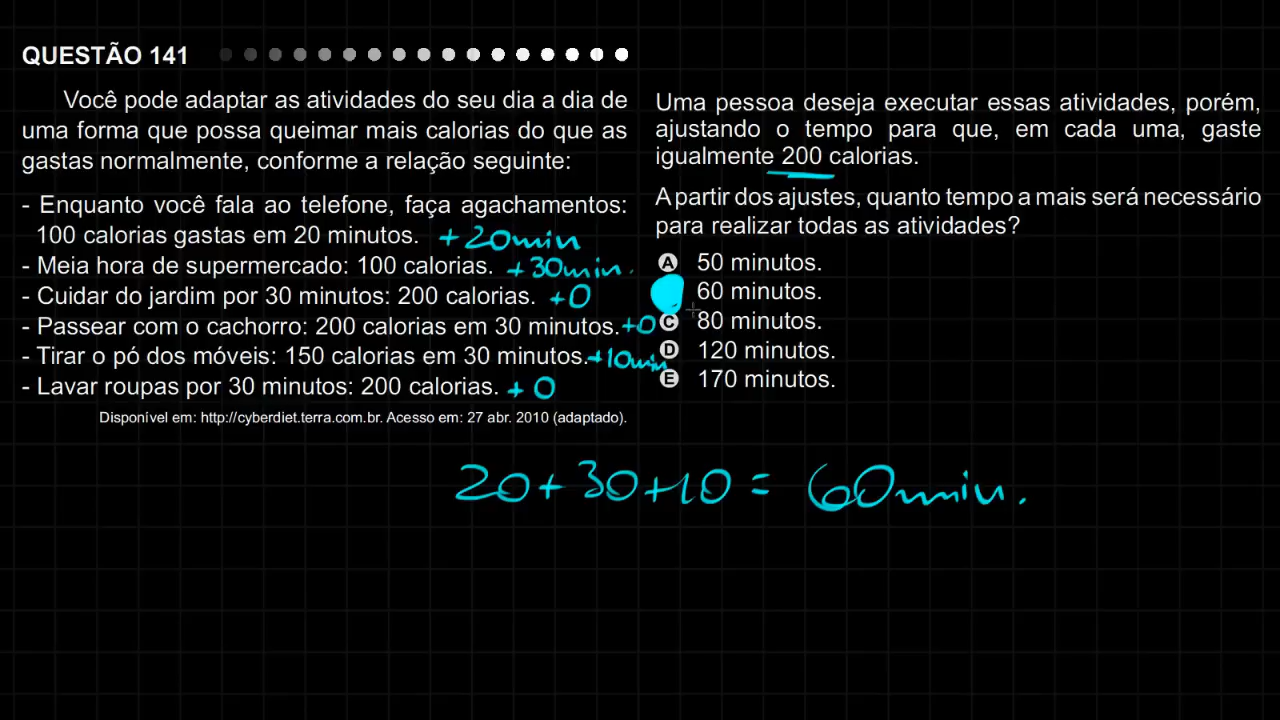 QUESTÃO 141
Você pode adaptar as atividades do seu dia a dia de
uma forma que possa queimar mais calorias do que as
gastas normalmente, conforme a relação seguinte:
- Enquanto você fala ao telefone, faça agachamentos:
100 calorias gastas em 20 minutos. +20min
- Meia hora de supermercado: 100 calorias. +30min.
- Cuidar do jardim por 30 minutos: 200 calorias. +0
- Passear com o cachorro: 200 calorias em 30 minutos. +0
- Tirar o pó dos móveis: 150 calorias em 30 minutos. +10min
- Lavar roupas por 30 minutos: 200 calorias. +0
Disponível em: http://cyberdiet.terra.com.br. Acesso em: 27 abr. 2010 (adaptado).
Uma pessoa deseja executar essas atividades, porém,
ajustando o tempo para que, em cada uma, gaste
igualmente 200 calorias.
A partir dos ajustes, quanto tempo a mais será necessário
para realizar todas as atividades?
A 50 minutos.
60 minutos.
C 80 minutos.
D 120 minutos.
E 170 minutos.
20+30+10 = 60min.